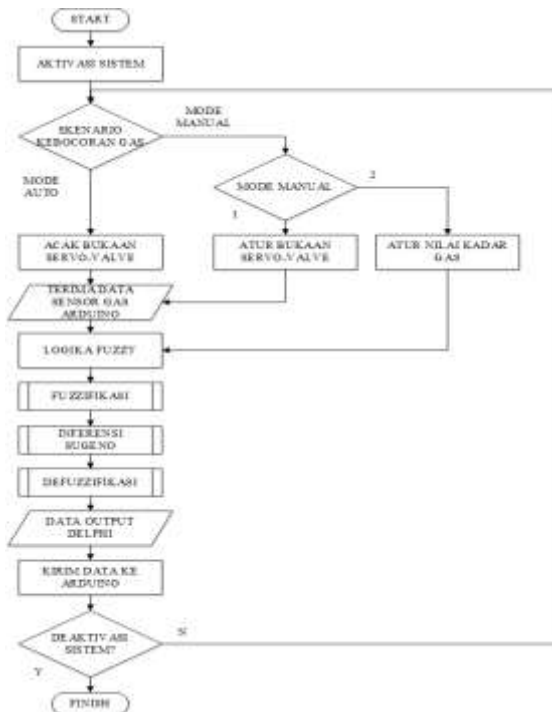 START
AKTIVASI SISTEM
SKENARIO
KEBOCORAN GAS
MODE
MANUAL
MODE
AUTO
MODE MANUAL
1
2
ACAK BUKAAN
SERVO-VALVE
ATUR BUKAAN
SERVO-VALVE
ATUR NILAI KADAR
GAS
TERIMA DATA
SENSOR GAS
ARDUINO
LOGIKA FUZZY
FUZZIFIKASI
DIFERENSI
SUGENO
DEFUZZIFIKASI
DATA OUTPUT
DELPHI
KIRIM DATA KE
ARDUINO
DEAKTIVASI
SISTEM?
N
Y
FINISH